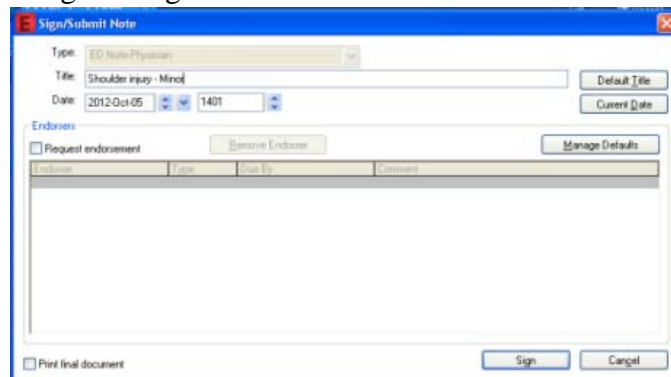 Sign/Submit Note
Type: ED Note-Physician
Title: Shoulder injury - Minor Default Title
Date: 2012-Oct-05 1401 Current Date
Endorsers
Request endorsement Remove Endorser Manage Defaults
Endorser Type Due By Comment
Print final document Sign Cancel